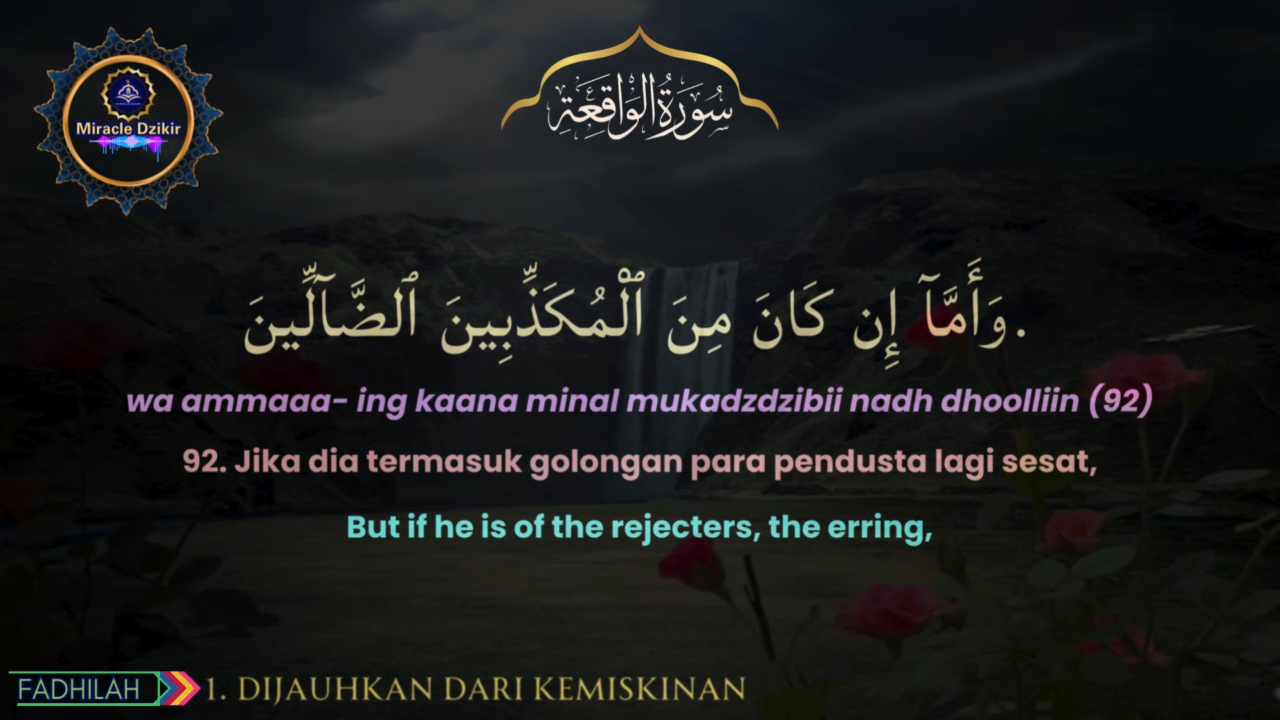 Miracle Dzikir
سُورَةُ الْوَاقِعَةِ
وَأَمَّآ إِن كَانَ مِنَ ٱلْمُكَذِّبِينَ ٱلضَّآلِّينَ.
wa ammaaa- ing kaana minal mukadzdzibii nadh dhoolliin (92)
92. Jika dia termasuk golongan para pendusta lagi sesat,
But if he is of the rejecters, the erring,
FADHILAH 1. DIJAUHKAN DARI KEMISKINAN